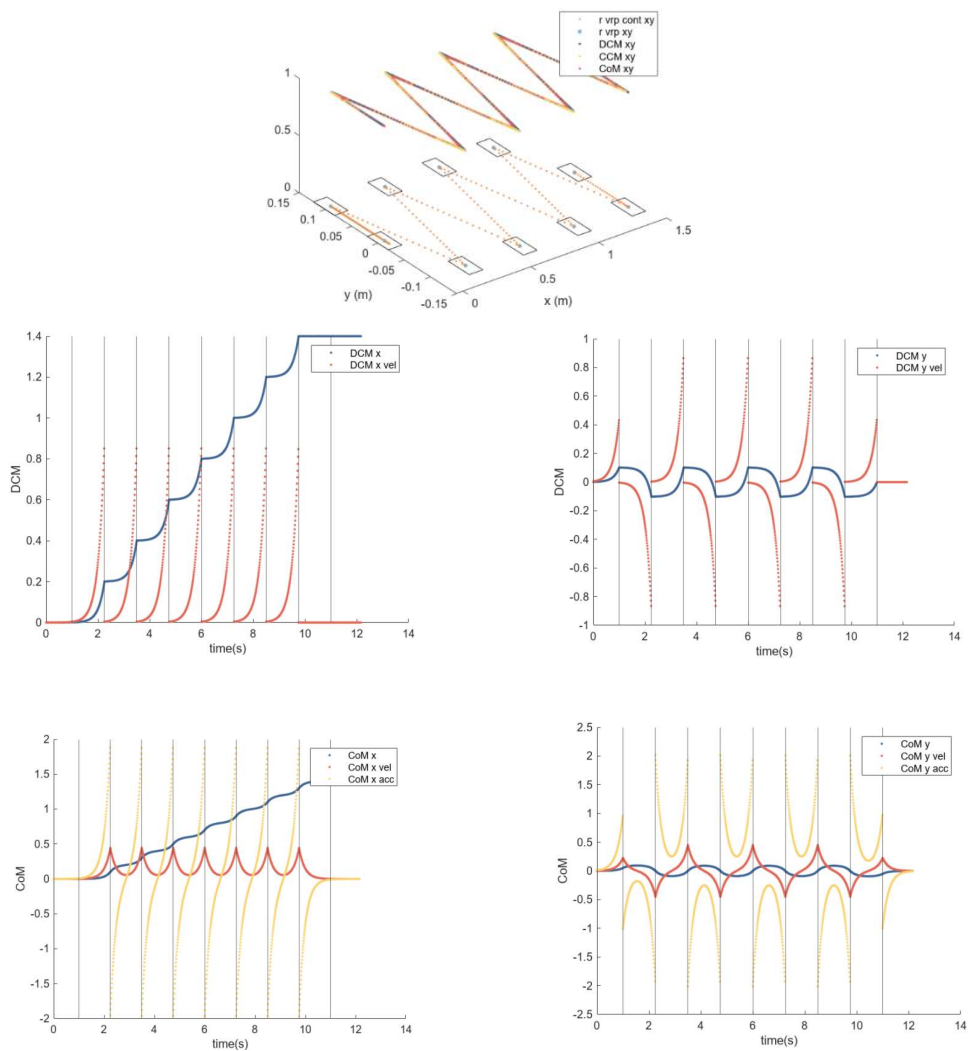 r vrp cont xy
r vrp xy
DCM xy
CCM xy
CoM xy
1
0.5
0
0.15
0.1
0.05
0
-0.05
-0.1
-0.15
y (m)
0
0.5
1
1.5
x (m)
1.4
1.2
1
0.8
0.6
0.4
0.2
0
DCM
DCM x
DCM x vel
0 2 4 6 8 10 12 14
time(s)
1
0.8
0.6
0.4
0.2
0
-0.2
-0.4
-0.6
-0.8
-1
DCM
DCM y
DCM y vel
0 2 4 6 8 10 12 14
time(s)
2
1.5
1
0.5
0
-0.5
-1
-1.5
-2
CoM
CoM x
CoM x vel
CoM x acc
0 2 4 6 8 10 12 14
time(s)
2.5
2
1.5
1
0.5
0
-0.5
-1
-1.5
-2
-2.5
CoM
CoM y
CoM y vel
CoM y acc
0 2 4 6 8 10 12 14
time(s)